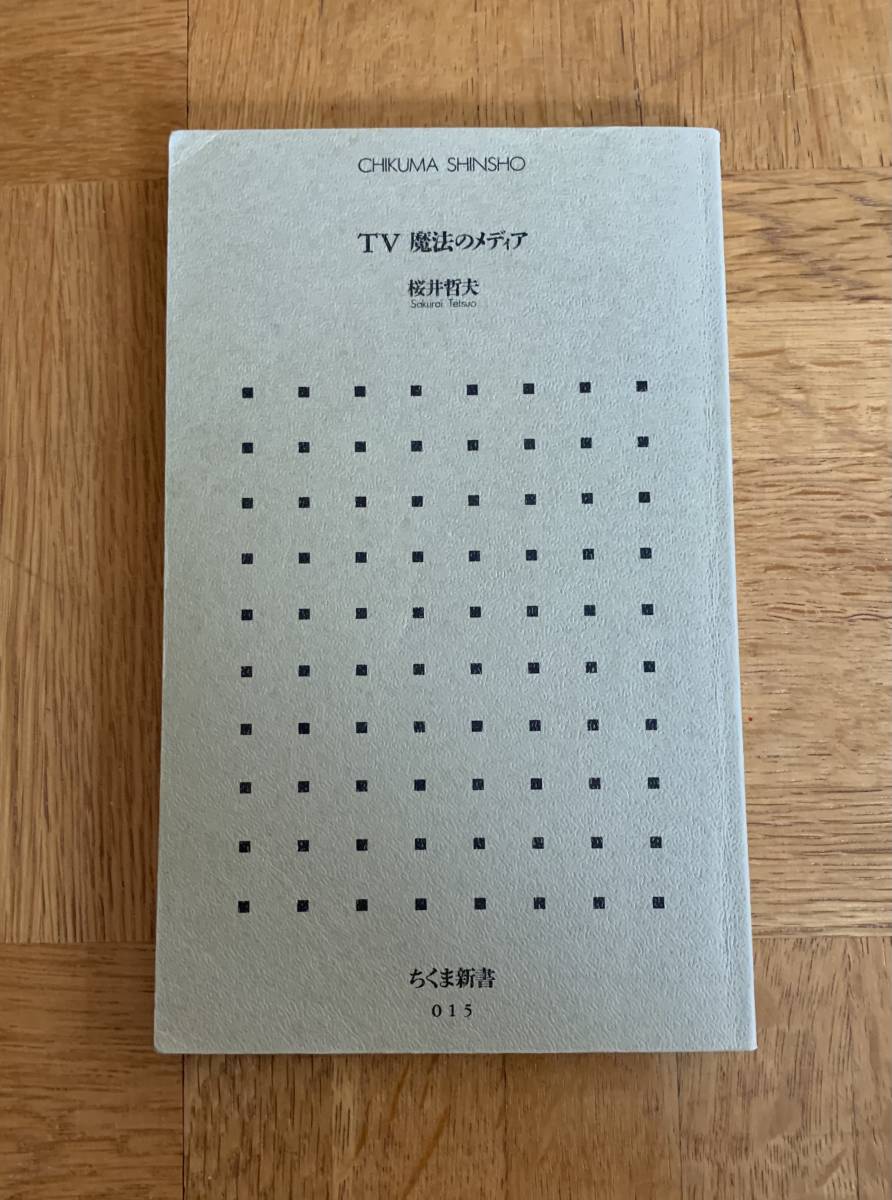 CHIKUMA SHINSHO
TV 魔法のメディア
桜井哲夫
Sakurai Tetsuo
ちくま新書
015